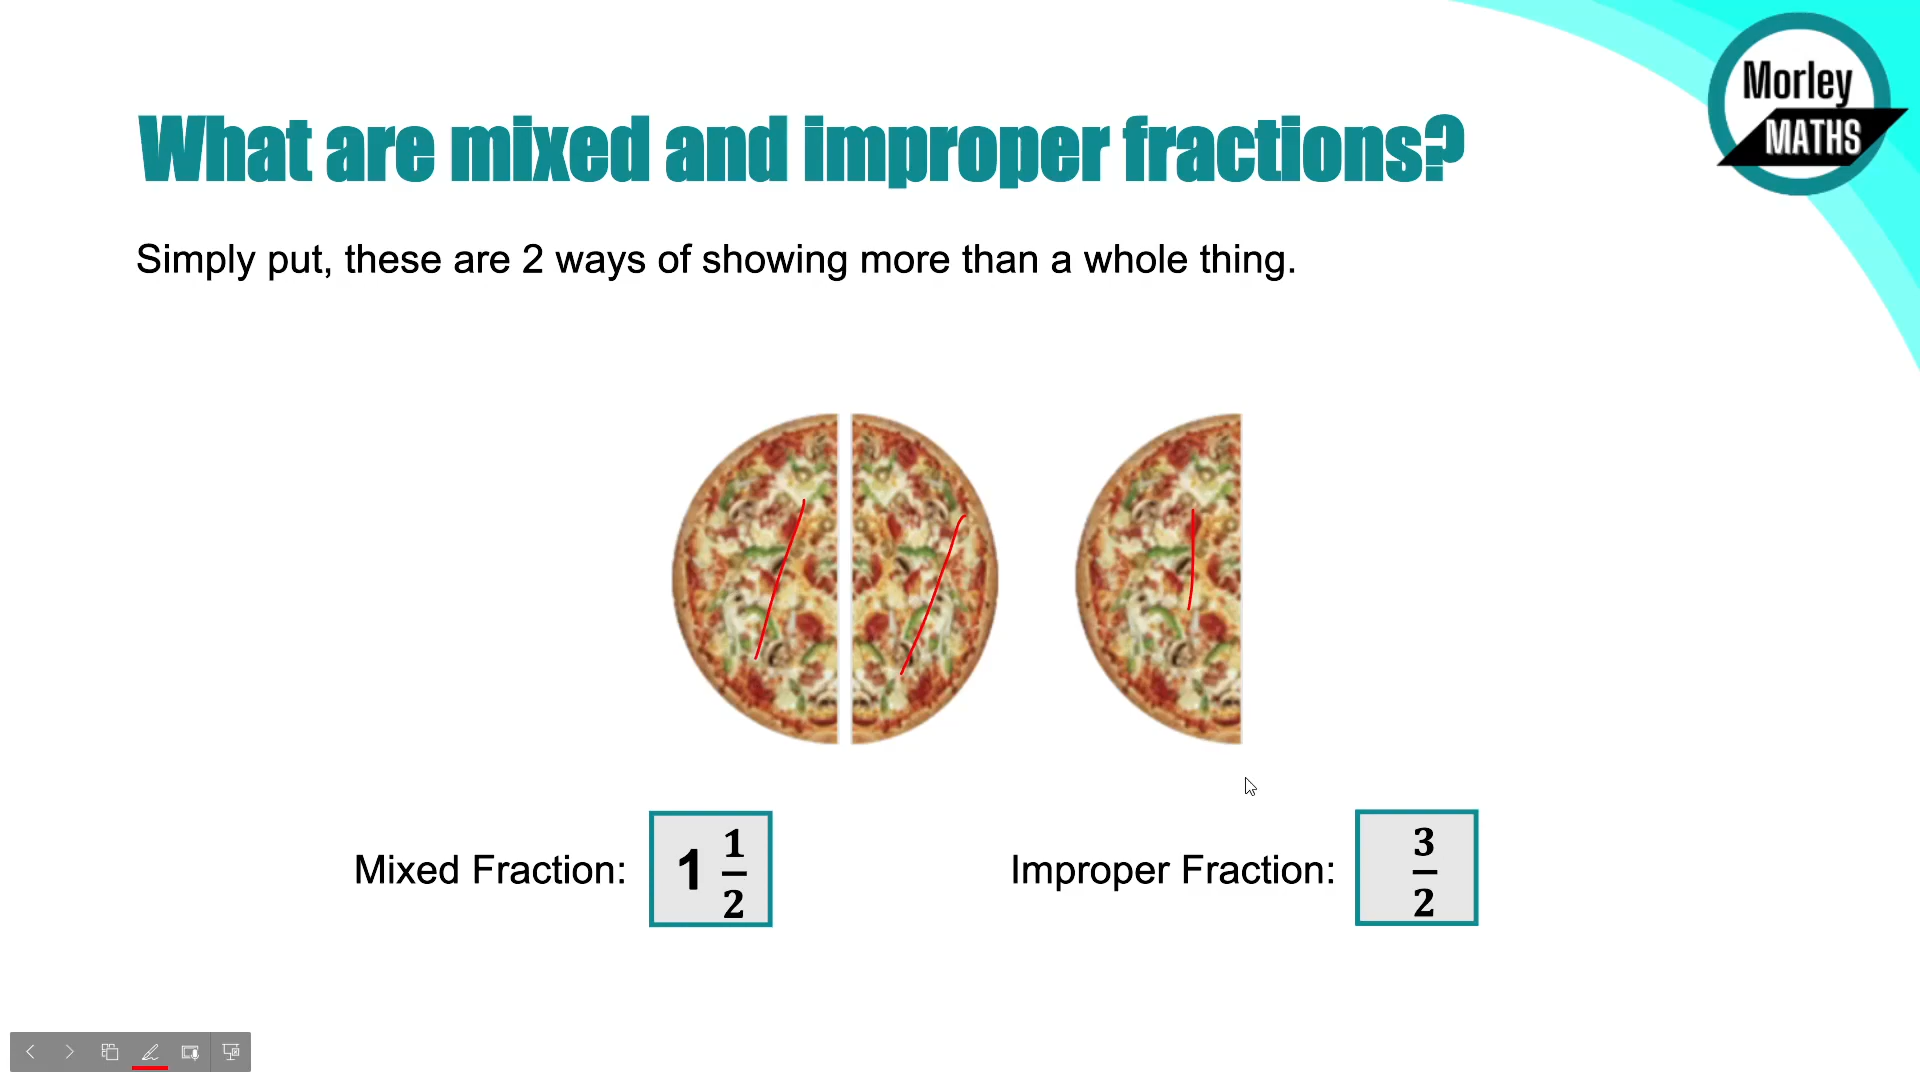 Morley
MATHS
What are mixed and improper fractions?
Simply put, these are 2 ways of showing more than a whole thing.
Mixed Fraction: 1 1/2
Improper Fraction: 3/2